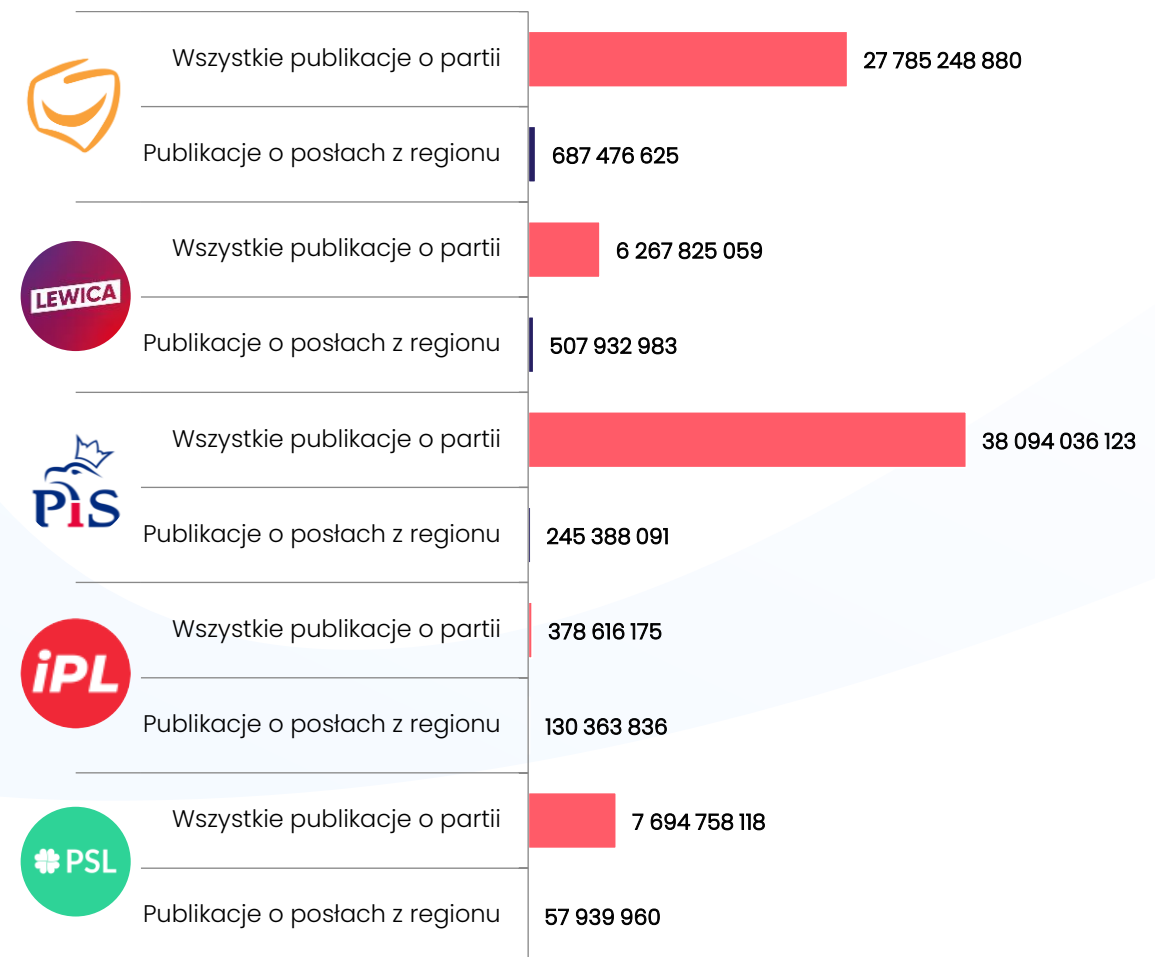 Wszystkie publikacje o partii 27 785 248 880
Publikacje o posłach z regionu 687 476 625
LEWICA
Wszystkie publikacje o partii 6 267 825 059
Publikacje o posłach z regionu 507 932 983
PiS
Wszystkie publikacje o partii 38 094 036 123
Publikacje o posłach z regionu 245 388 091
iPL
Wszystkie publikacje o partii 378 616 175
Publikacje o posłach z regionu 130 363 836
PSL
Wszystkie publikacje o partii 7 694 758 118
Publikacje o posłach z regionu 57 939 960